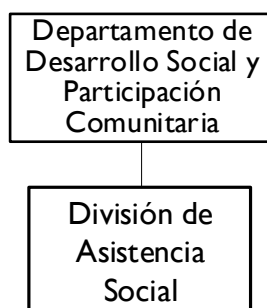 Departamento de
Desarrollo Social y
Participación
Comunitaria
División de
Asistencia
Social